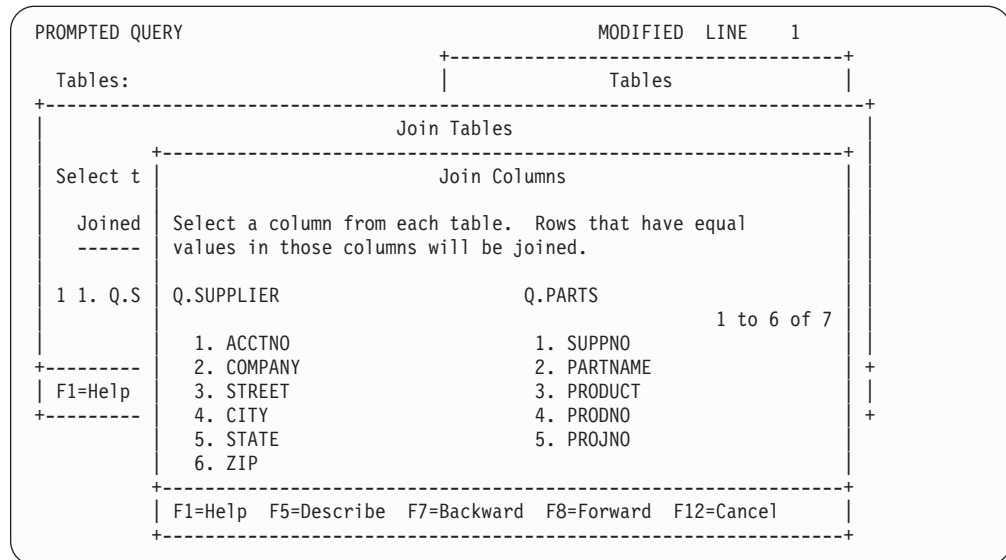 PROMPTED QUERY MODIFIED LINE 1
Tables: Tables
Join Tables
Select t Join Columns
Joined Select a column from each table. Rows that have equal
------ values in those columns will be joined.
1 1. Q.S Q.SUPPLIER Q.PARTS
1 to 6 of 7
1. ACCTNO 1. SUPPNO
2. COMPANY 2. PARTNAME
F1=Help 3. STREET 3. PRODUCT
4. CITY 4. PRODNO
5. STATE 5. PROJNO
6. ZIP
F1=Help F5=Describe F7=Backward F8=Forward F12=Cancel